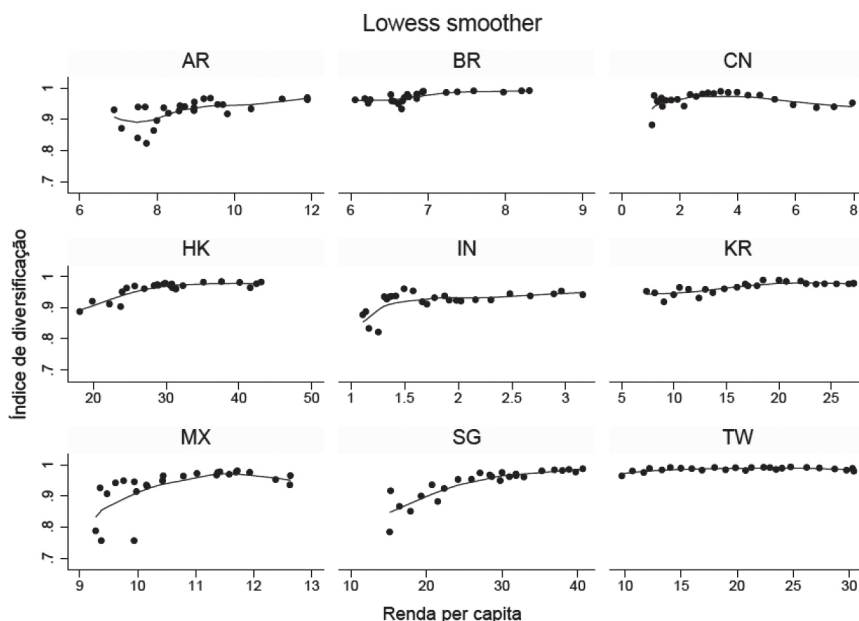 Lowess smoother
AR BR CN
1
.9
.8
.7
6 8 10 12 6 7 8 9 0 2 4 6 8
HK IN KR
1
.9
.8
.7
20 30 40 50 1 1.5 2 2.5 3 5 10 15 20 25
MX SG TW
1
.9
.8
.7
9 10 11 12 13 10 20 30 40 10 15 20 25 30
Índice de diversificação
Renda per capita